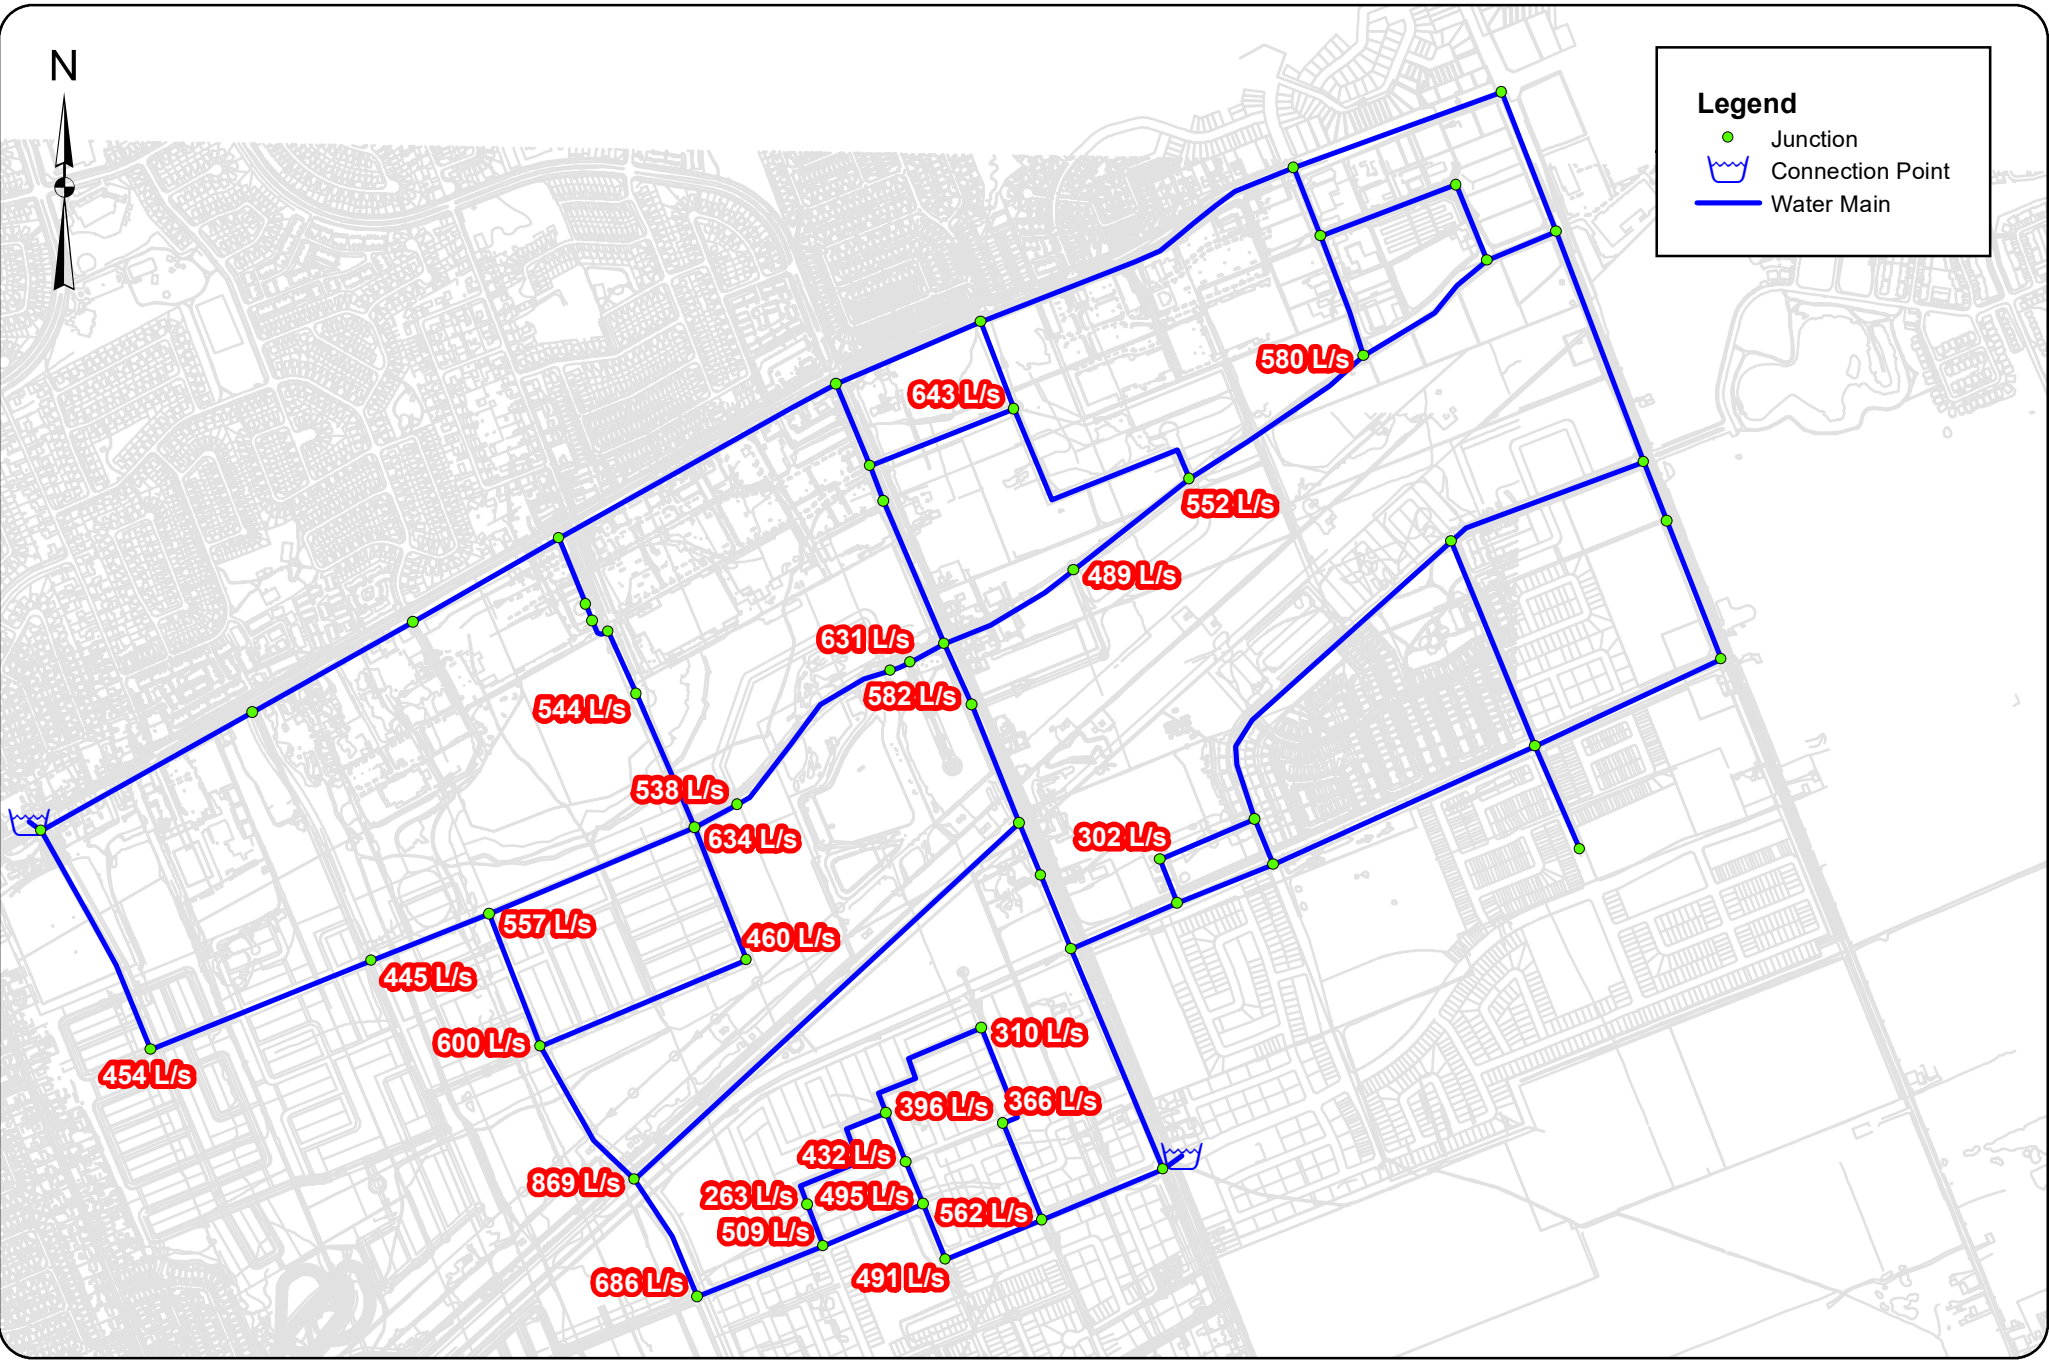 N
Legend
Junction
Connection Point
Water Main
580 L/s
643 L/s
552 L/s
489 L/s
631 L/s
582 L/s
544 L/s
538 L/s
634 L/s
302 L/s
557 L/s
460 L/s
445 L/s
600 L/s
310 L/s
454 L/s
396 L/s
366 L/s
432 L/s
869 L/s
263 L/s
495 L/s
562 L/s
509 L/s
686 L/s
491 L/s